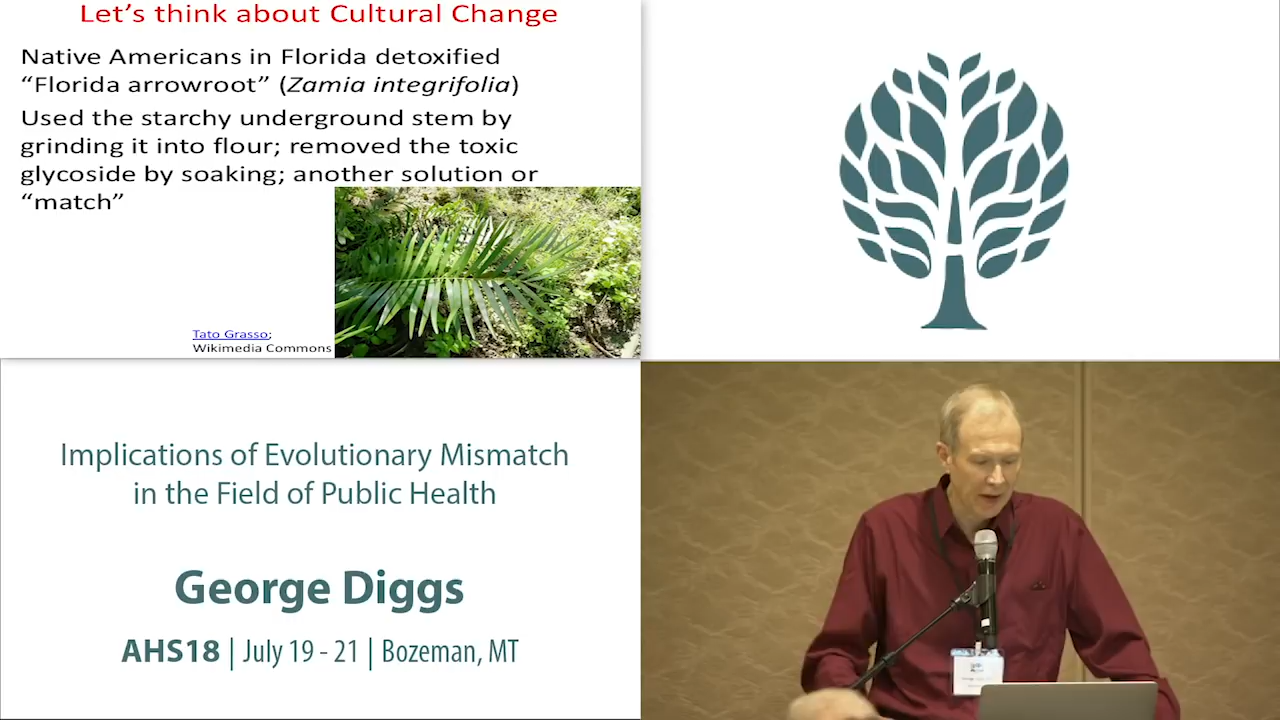 Let's think about Cultural Change
Native Americans in Florida detoxified
“Florida arrowroot” (Zamia integrifolia)
Used the starchy underground stem by
grinding it into flour; removed the toxic
glycoside by soaking; another solution or
“match”
Tato Grasso;
Wikimedia Commons
Implications of Evolutionary Mismatch
in the Field of Public Health
George Diggs
AHS18 | July 19 - 21 | Bozeman, MT